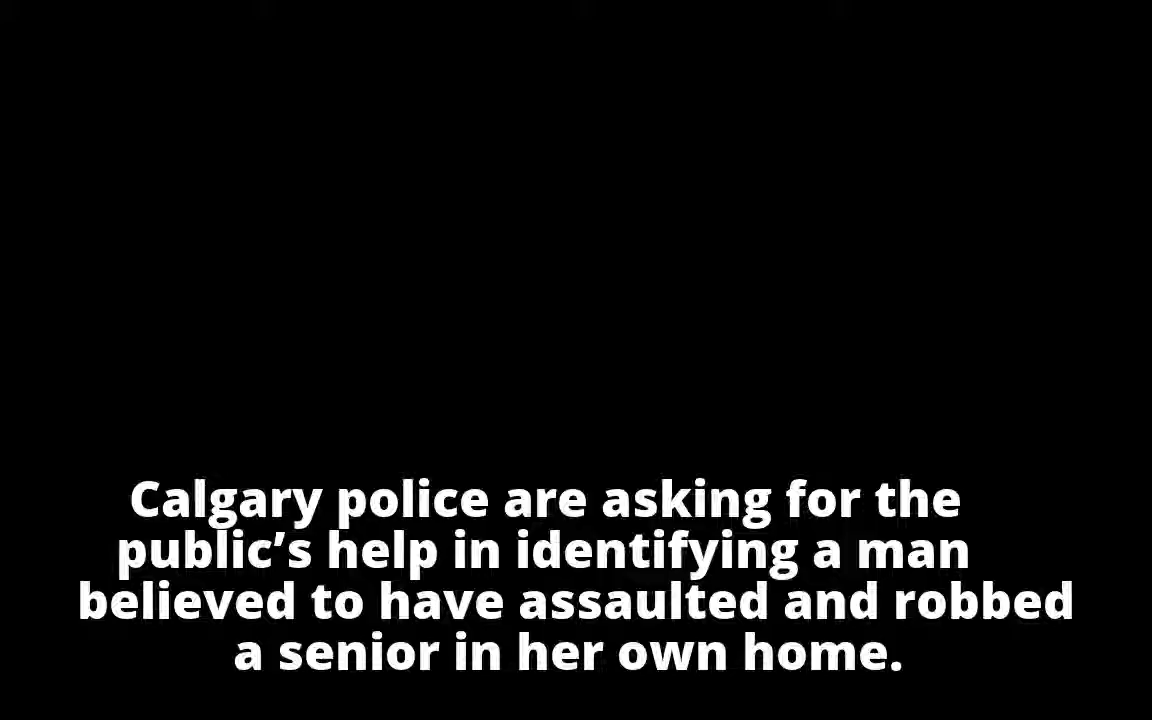 Calgary police are asking for the
public’s help in identifying a man
believed to have assaulted and robbed
a senior in her own home.